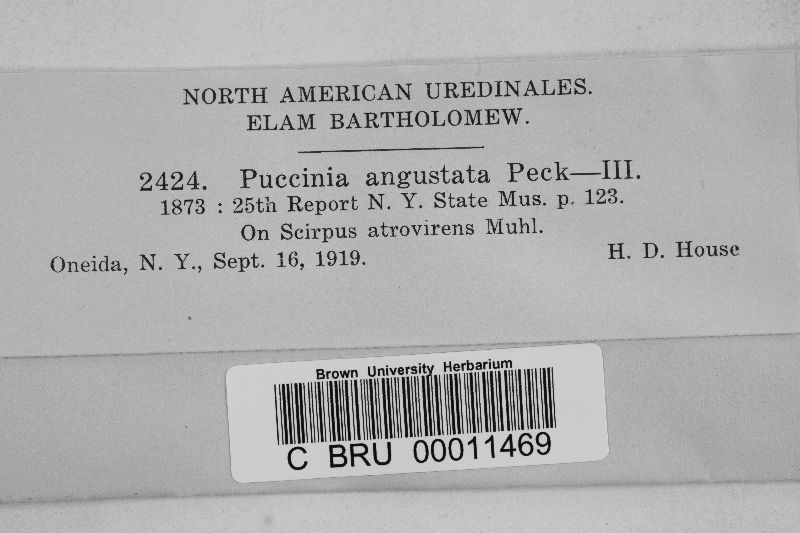 NORTH AMERICAN UREDINALES.
ELAM BARTHOLOMEW.
2424. Puccinia angustata Peck—III.
1873 : 25th Report N. Y. State Mus. p. 123.
On Scirpus atrovirens Muhl.
Oneida, N. Y., Sept. 16, 1919. H. D. House
Brown University Herbarium
C BRU 00011469